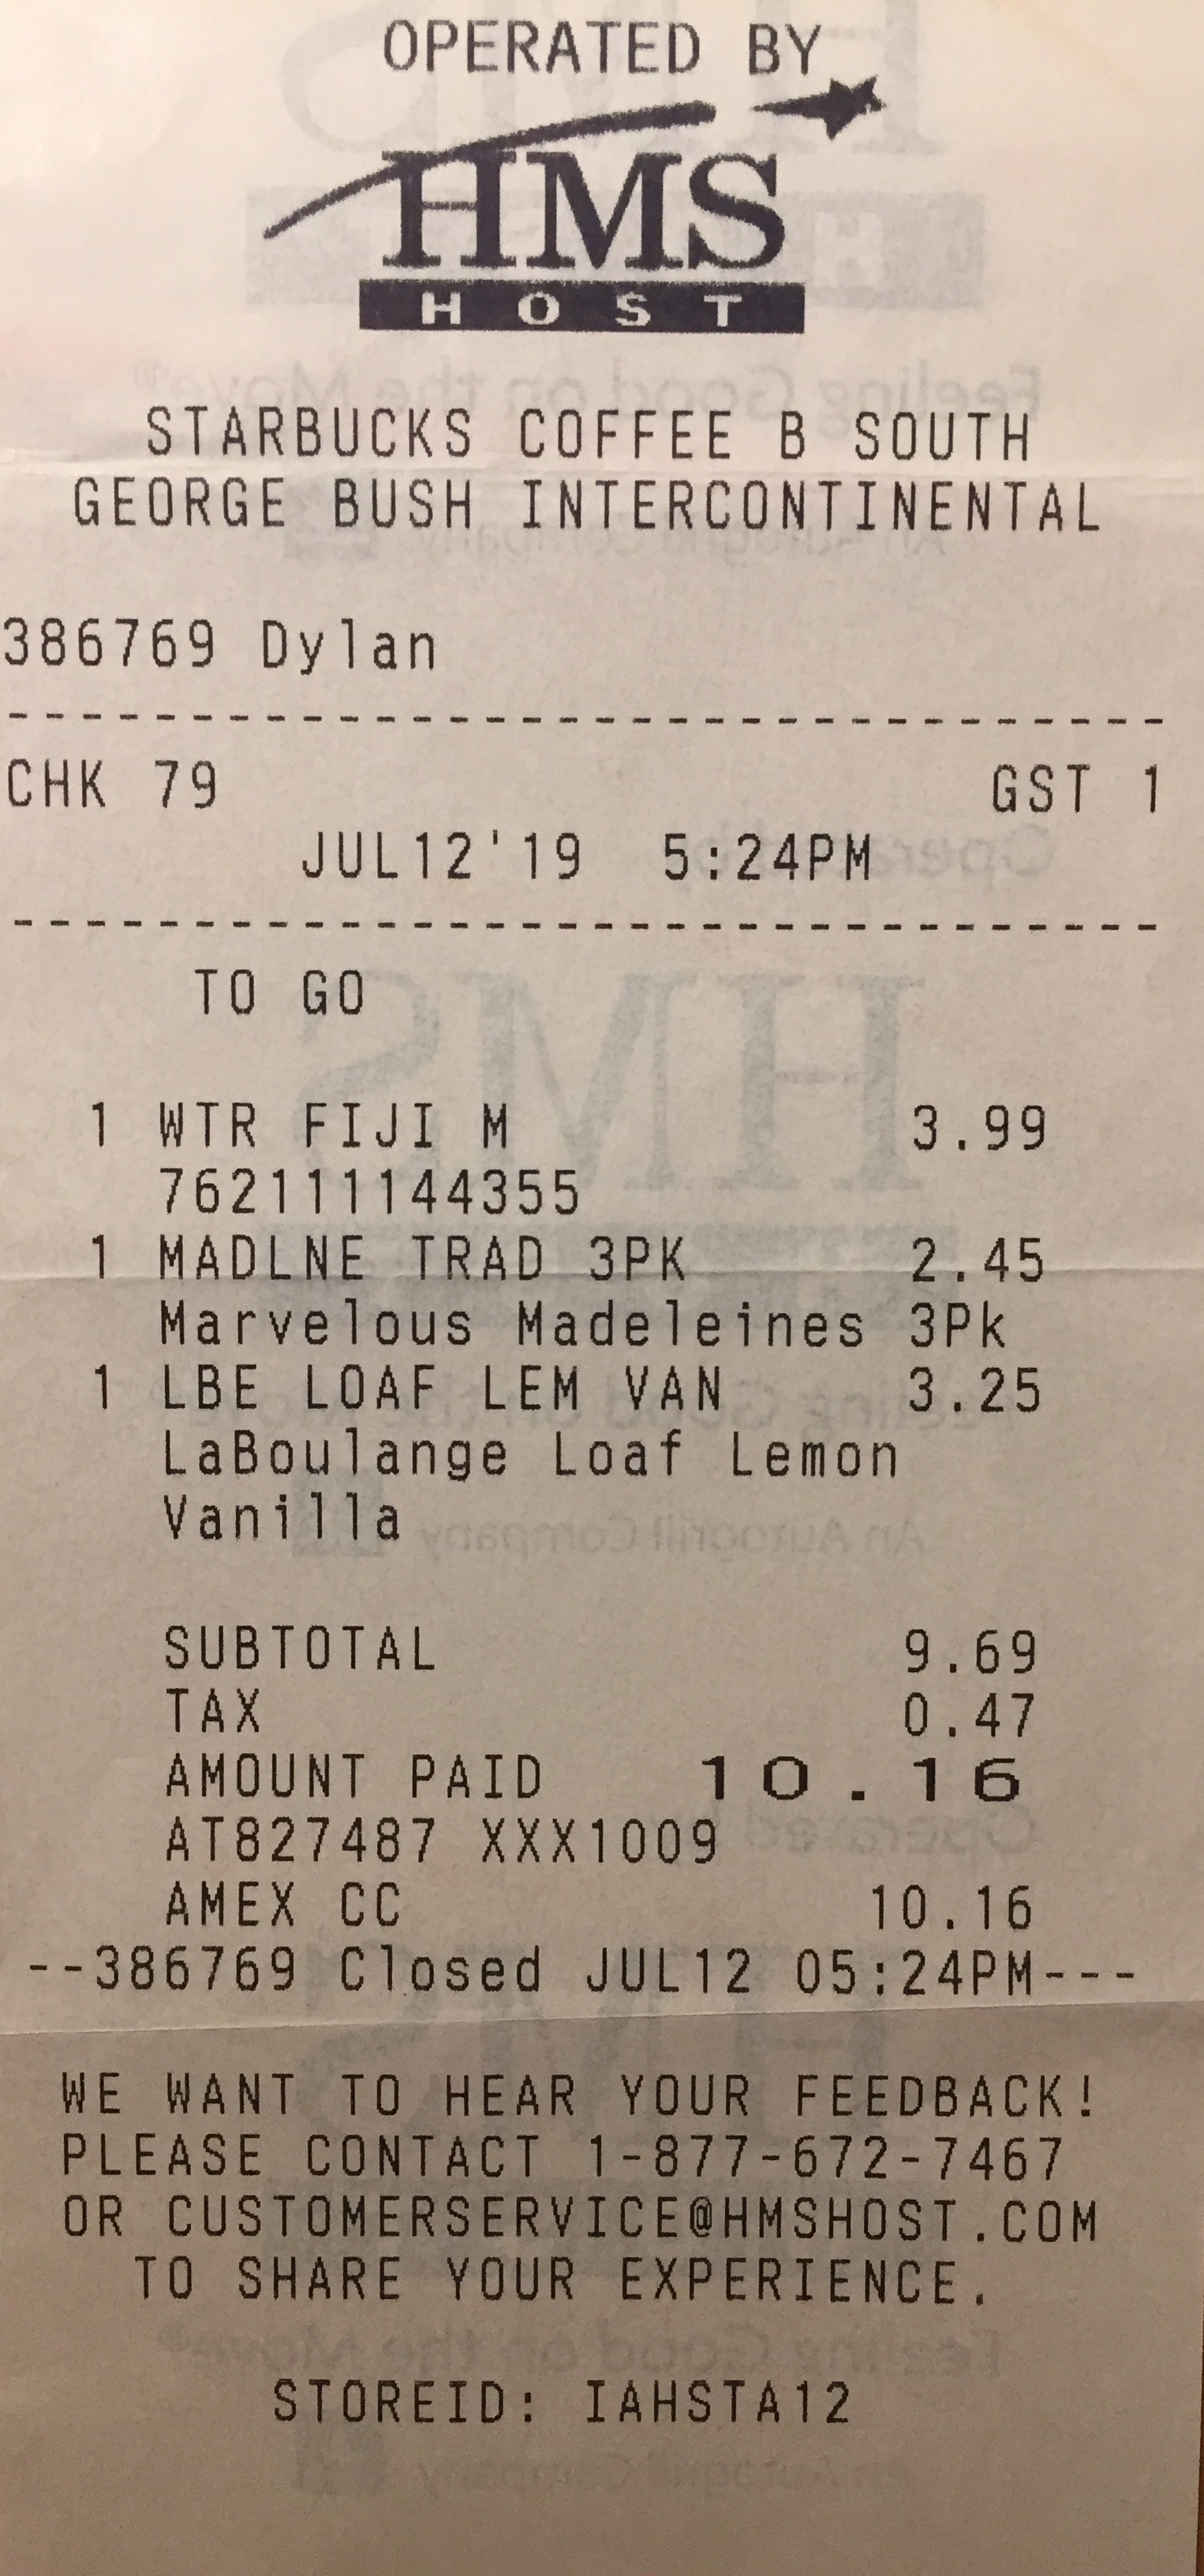 OPERATED BY
HMS
HOST
STARBUCKS COFFEE B SOUTH
GEORGE BUSH INTERCONTINENTAL
386769 Dylan
--------------------------------
CHK 79 GST 1
JUL12'19 5:24PM
--------------------------------
TO GO
1 WTR FIJI M 3.99
762111144355
1 MADLNE TRAD 3PK 2.45
Marvelous Madeleines 3Pk
1 LBE LOAF LEM VAN 3.25
LaBoulange Loaf Lemon
Vanilla
SUBTOTAL 9.69
TAX 0.47
AMOUNT PAID 10.16
AT827487 XXX1009
AMEX CC 10.16
--386769 Closed JUL12 05:24PM---
WE WANT TO HEAR YOUR FEEDBACK!
PLEASE CONTACT 1-877-672-7467
OR CUSTOMERSERVICE@HMSHOST.COM
TO SHARE YOUR EXPERIENCE.
STOREID: IAHSTA12